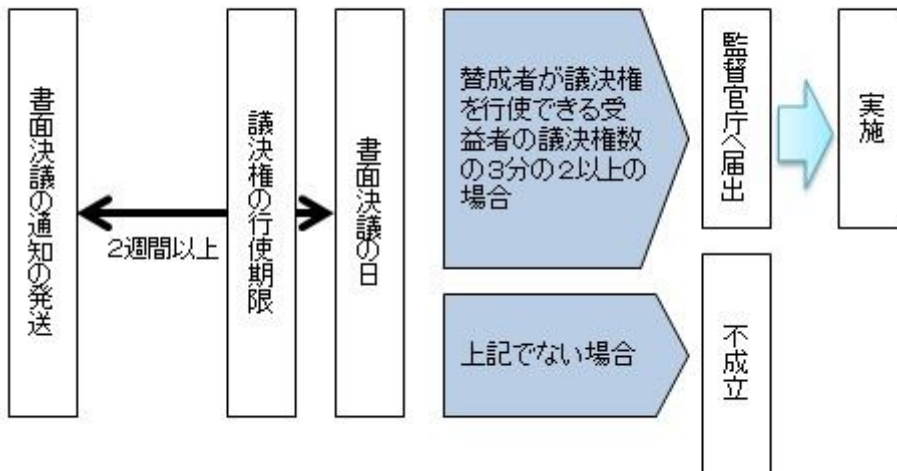 書面決議の通知の発送
2週間以上
議決権の行使期限
書面決議の日
賛成者が議決権
を行使できる受
益者の議決権数
の3分の2以上の
場合
監督官庁へ届出
実施
上記でない場合
不成立